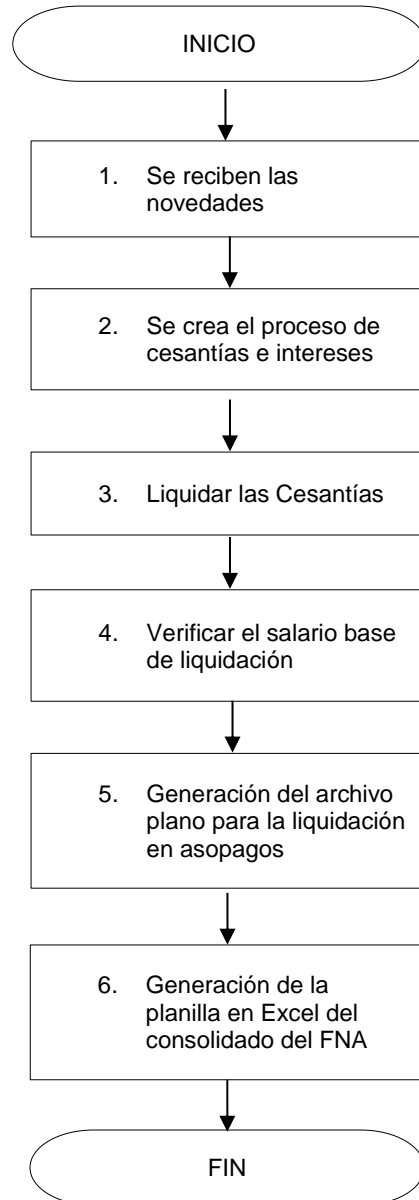 INICIO
1. Se reciben las
novedades
2. Se crea el proceso de
cesantías e intereses
3. Liquidar las Cesantías
4. Verificar el salario base
de liquidación
5. Generación del archivo
plano para la liquidación
en asopagos
6. Generación de la
planilla en Excel del
consolidado del FNA
FIN